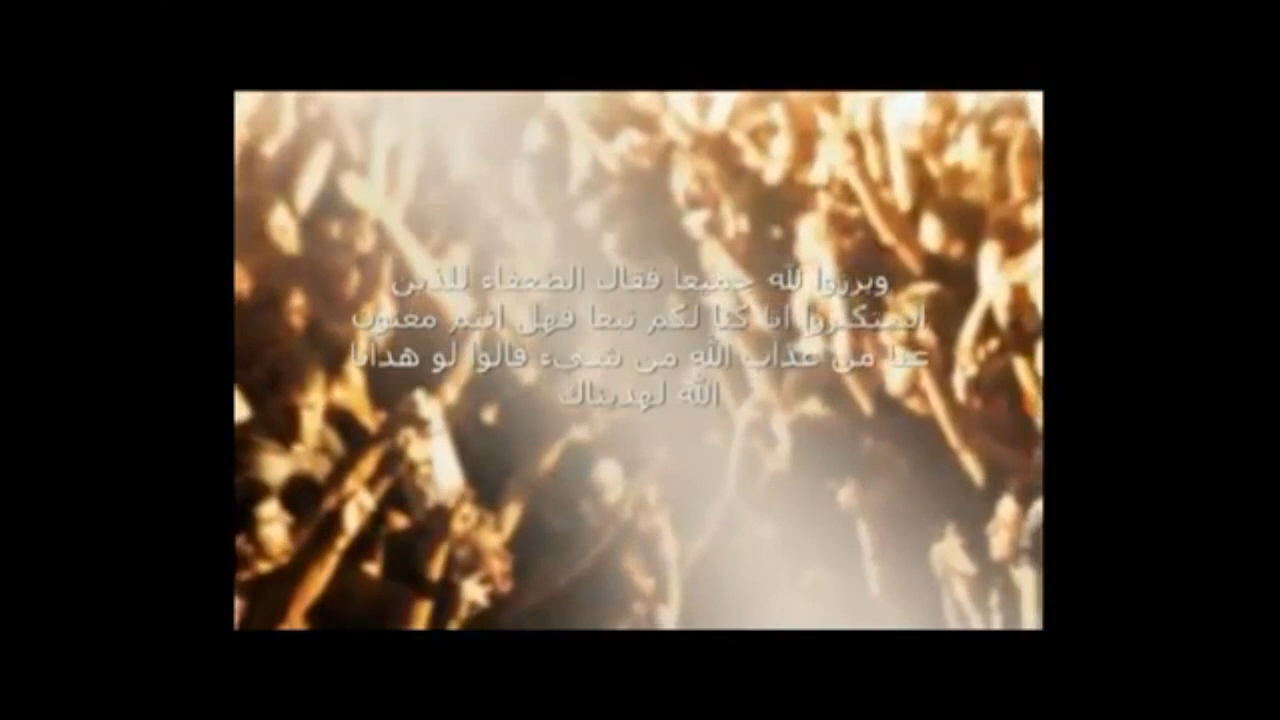 وبرزوا لله جميعا فقال الضعفاء للذين
استكبروا انا كنا لكم تبعا فهل انتم مغنون
عنا من عذاب الله من شيء قالوا لو هدانا
الله لهديناك